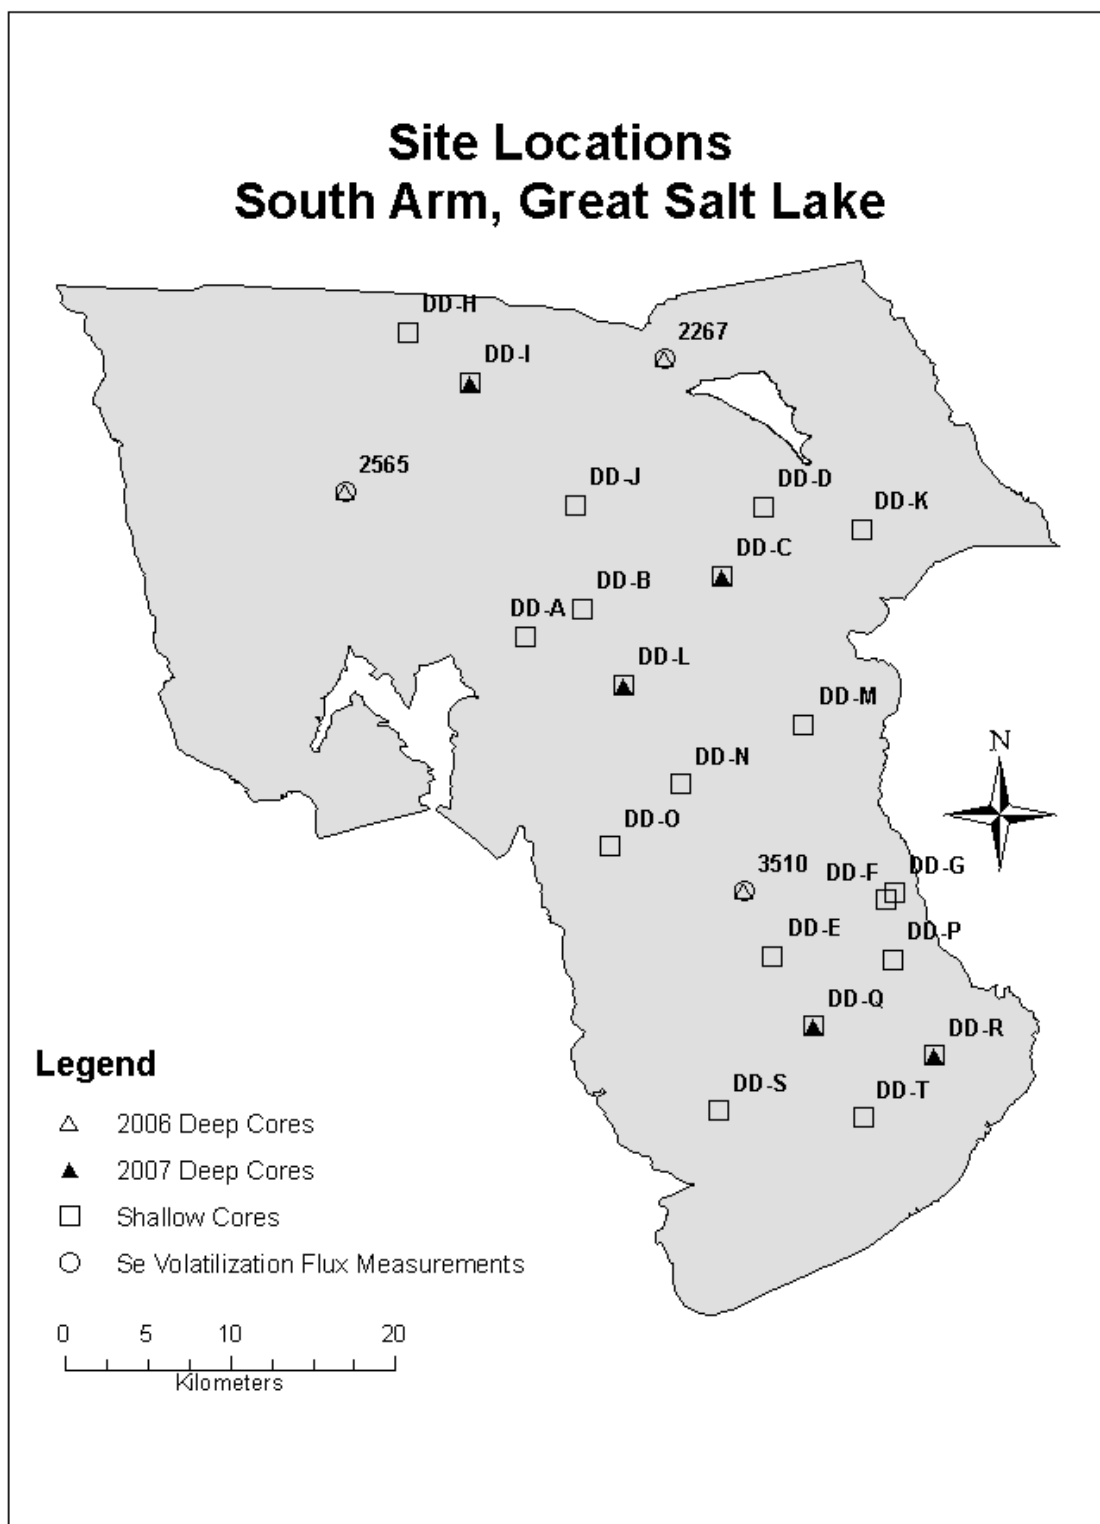 Site Locations
South Arm, Great Salt Lake
DD-H
2267
DD-I
2565
DD-J
DD-D
DD-K
DD-C
DD-B
DD-A
DD-L
DD-M
N
DD-N
DD-O
3510
DD-F
DD-G
DD-E
DD-P
DD-Q
DD-R
DD-S
DD-T
Legend
2006 Deep Cores
2007 Deep Cores
Shallow Cores
Se Volatilization Flux Measurements
0 5 10 20
Kilometers